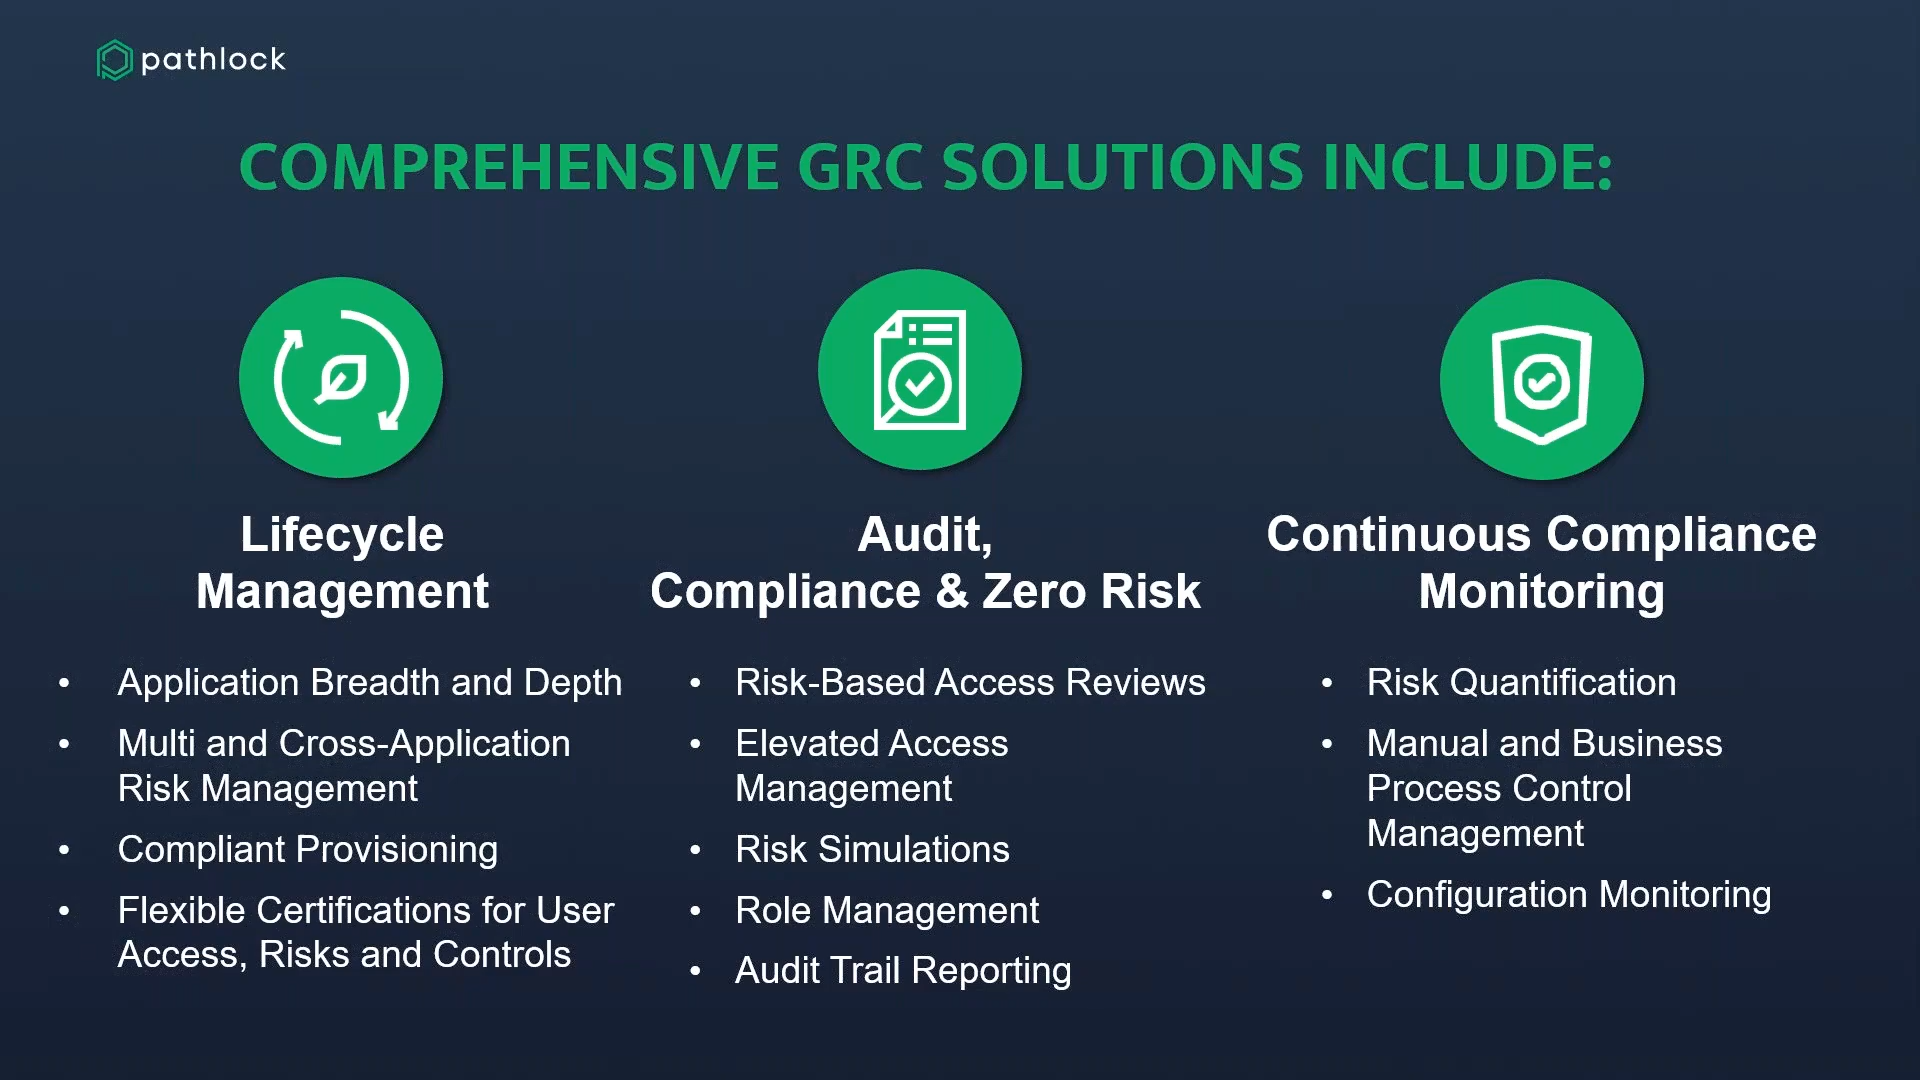 pathlock
COMPREHENSIVE GRC SOLUTIONS INCLUDE:
Lifecycle
Management
• Application Breadth and Depth
• Multi and Cross-Application
Risk Management
• Compliant Provisioning
• Flexible Certifications for User
Access, Risks and Controls
Audit,
Compliance & Zero Risk
• Risk-Based Access Reviews
• Elevated Access
Management
• Risk Simulations
• Role Management
• Audit Trail Reporting
Continuous Compliance
Monitoring
• Risk Quantification
• Manual and Business
Process Control
Management
• Configuration Monitoring